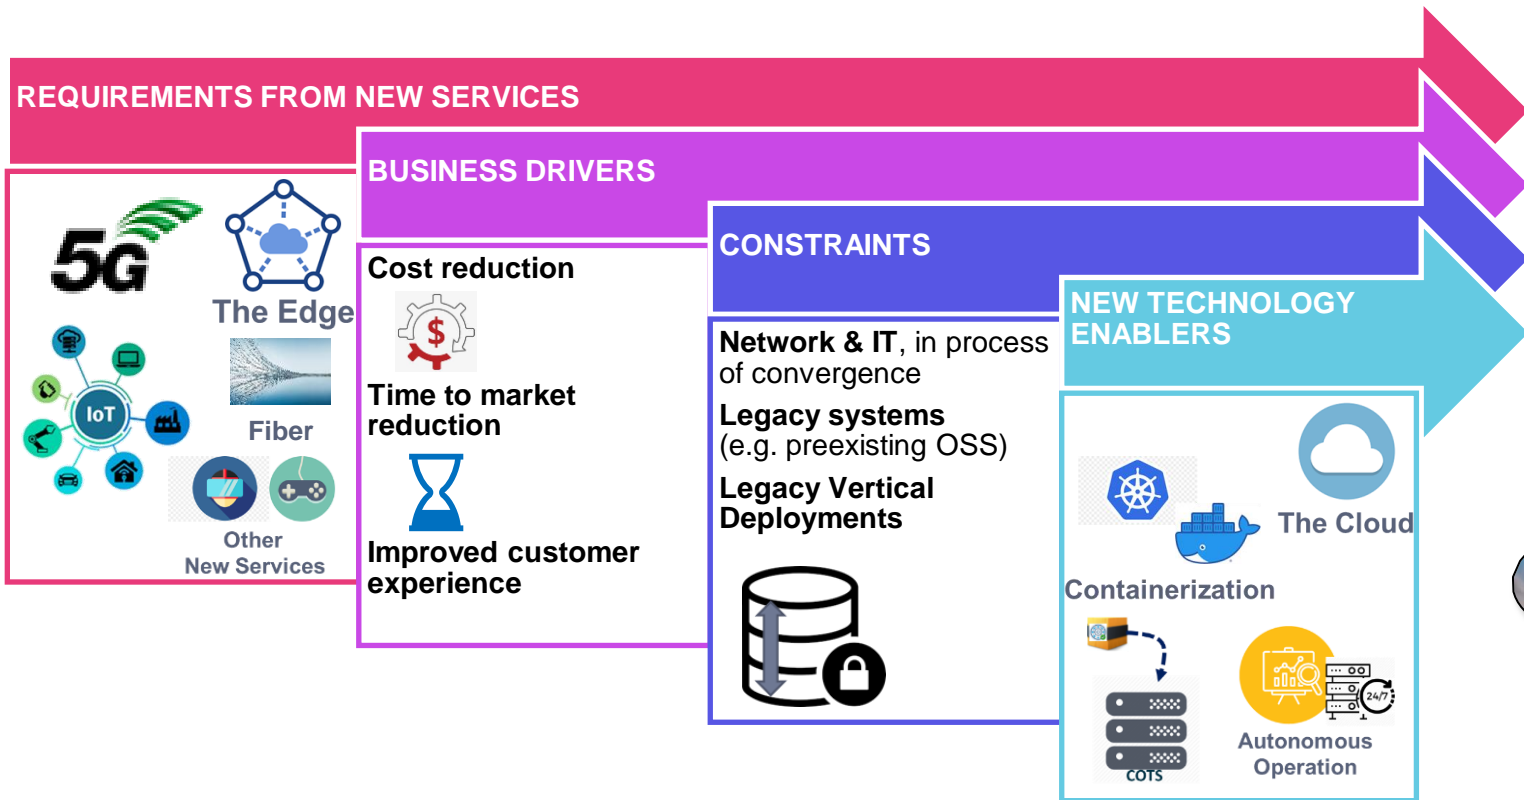 REQUIREMENTS FROM NEW SERVICES
5G
The Edge
IoT
Fiber
Other
New Services
BUSINESS DRIVERS
Cost reduction
$
Time to market
reduction
Improved customer
experience
CONSTRAINTS
Network & IT, in process
of convergence
Legacy systems
(e.g. preexisting OSS)
Legacy Vertical
Deployments
NEW TECHNOLOGY
ENABLERS
The Cloud
Containerization
COTS
24/7
Autonomous
Operation